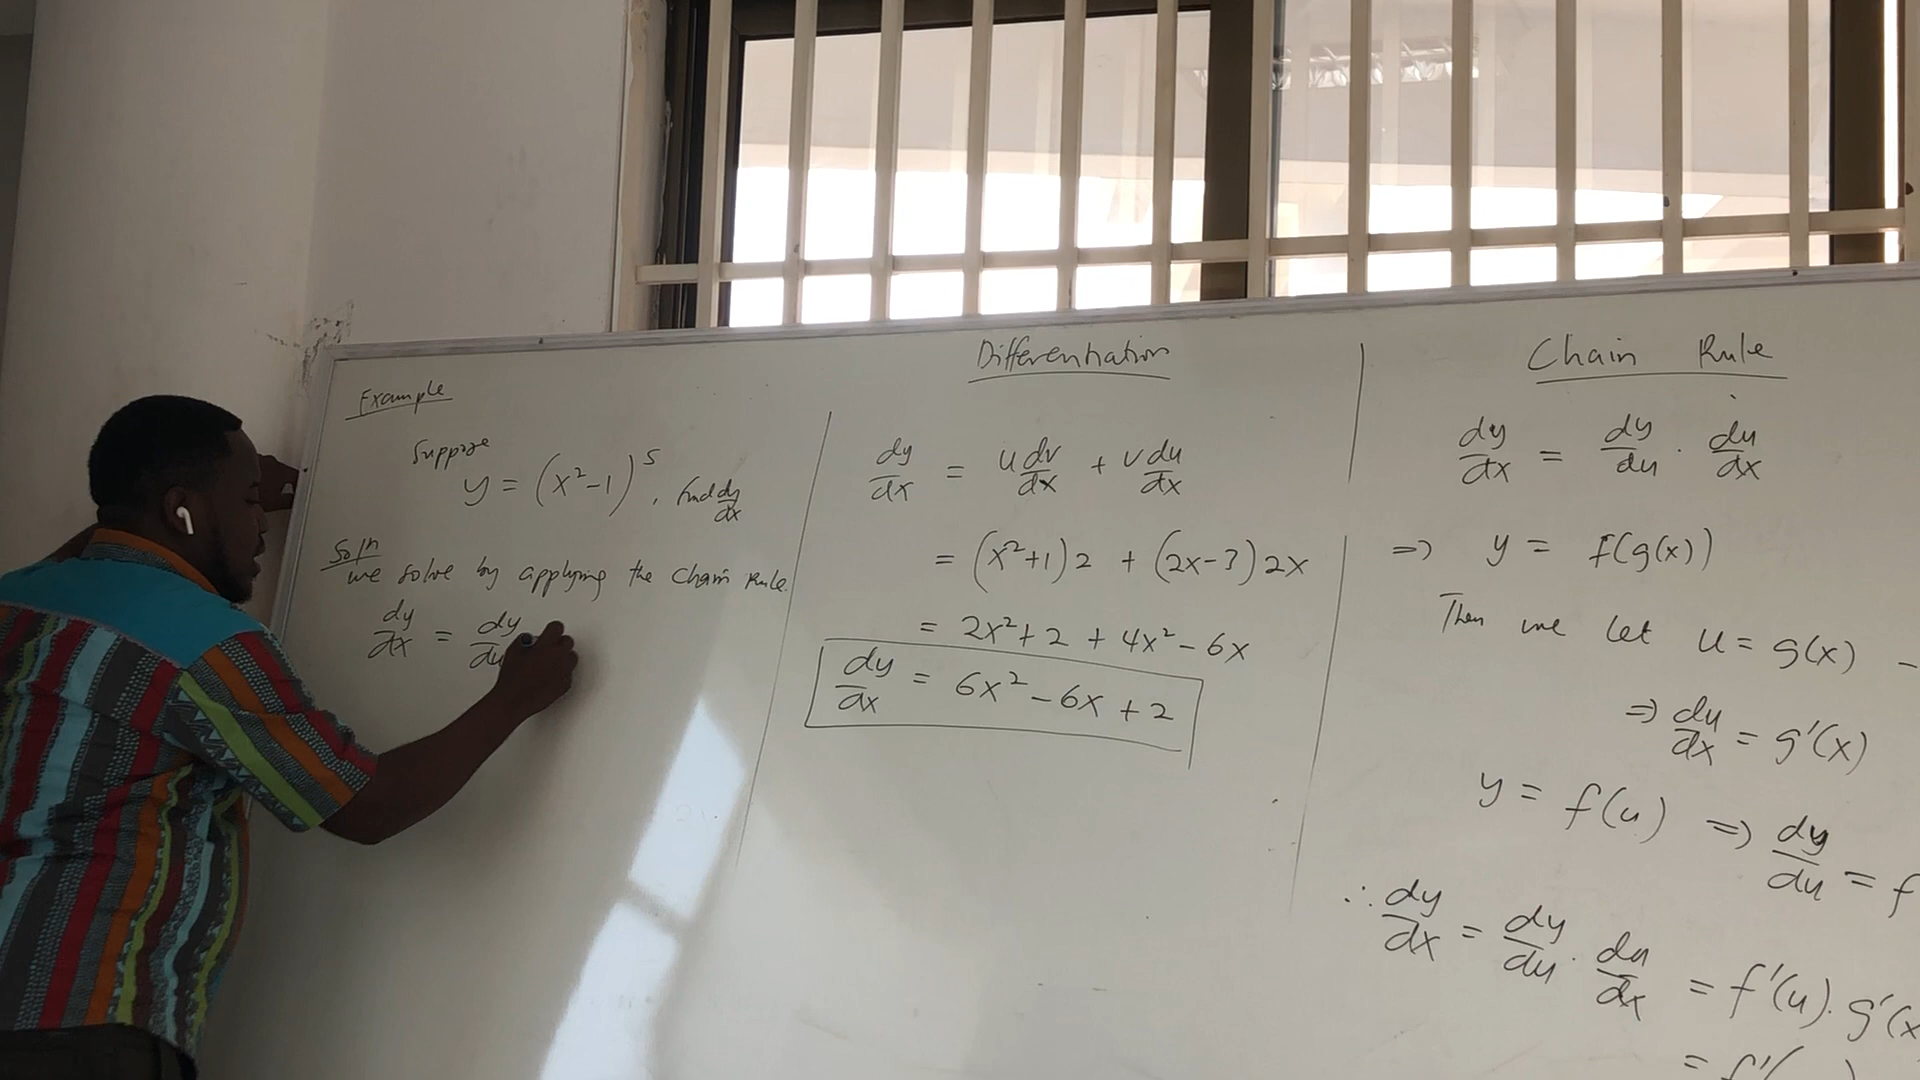 Example
Suppose
y = (x²-1)⁵, find dy/dx
Soln
we solve by applying the Chain Rule.
dy/dx = dy/du
Differentiation
dy/dx = u dv/dx + v du/dx
= (x²+1)2 + (2x-3)2x
= 2x²+2 + 4x²-6x
dy/dx = 6x²-6x+2
Chain Rule
dy/dx = dy/du · du/dx
=> y = f(g(x))
Then we let u = g(x) -
=> du/dx = g'(x)
y = f(u) => dy/du = f
∴ dy/dx = dy/du · du/dx = f'(u). g'(x
= f'(